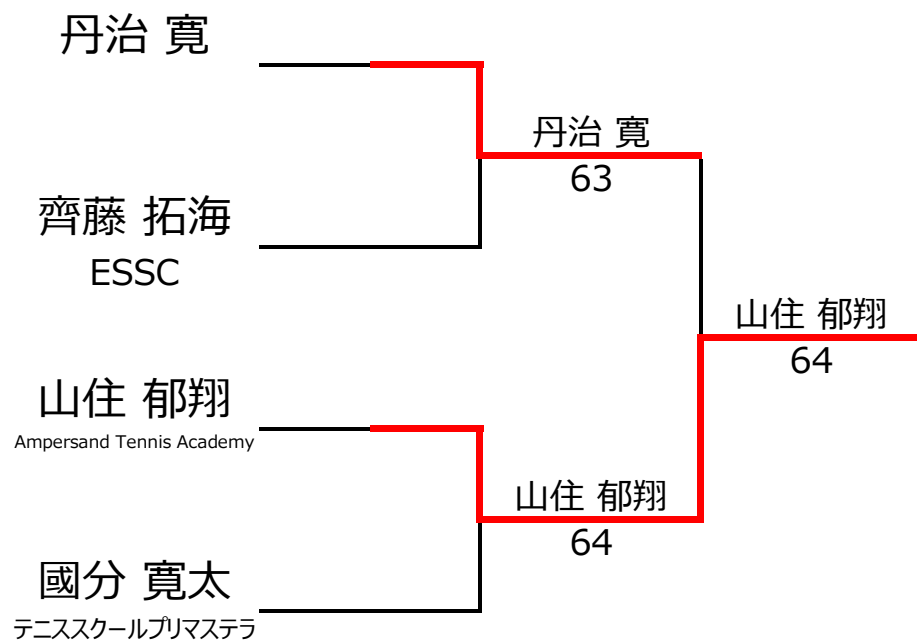 丹治 寛
丹治 寛
63
齊藤 拓海
ESSC
山住 郁翔
64
山住 郁翔
Ampersand Tennis Academy
山住 郁翔
64
國分 寛太
テニススクールプリマステラ